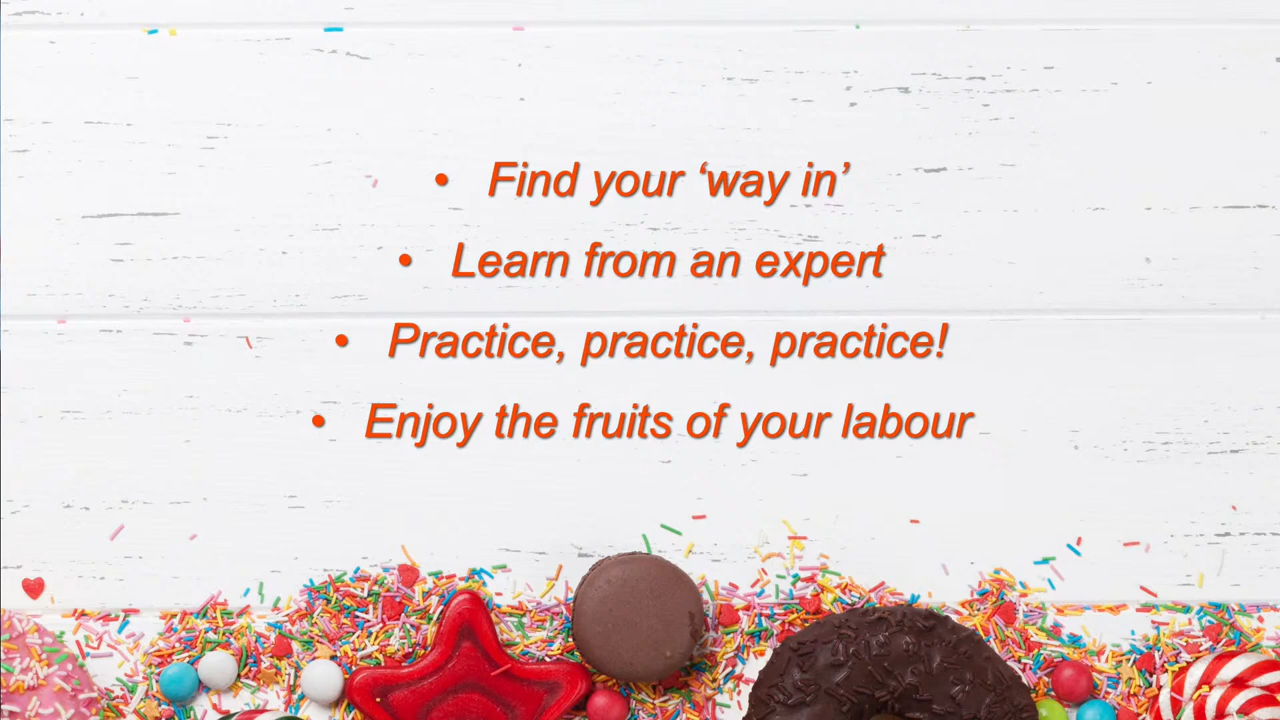 • Find your ‘way in’
• Learn from an expert
• Practice, practice, practice!
• Enjoy the fruits of your labour